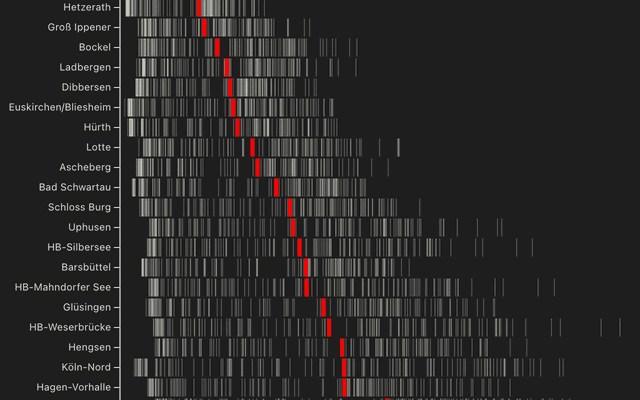 Hetzerath
Groß Ippener
Bockel
Ladbergen
Dibbersen
Euskirchen/Bliesheim
Hürth
Lotte
Ascheberg
Bad Schwartau
Schloss Burg
Uphusen
HB-Silbersee
Barsbüttel
HB-Mahndorfer See
Glüsingen
HB-Weserbrücke
Hengsen
Köln-Nord
Hagen-Vorhalle